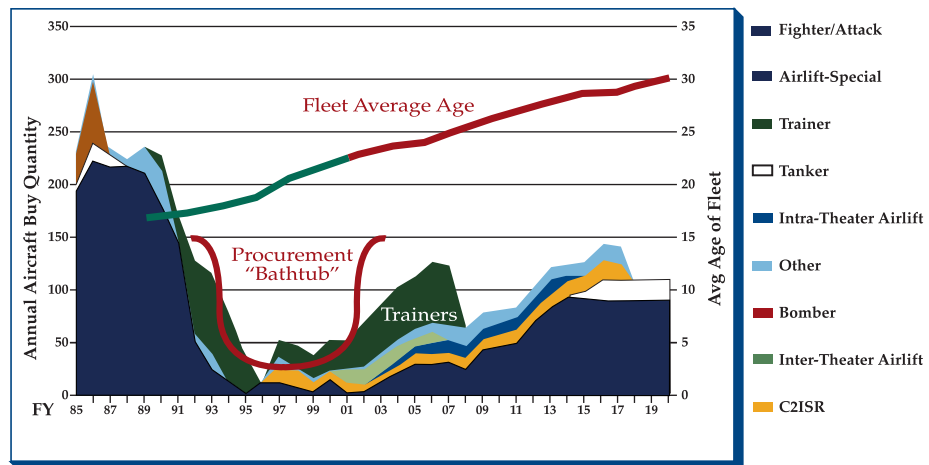 350
300
250
200
150
100
50
0
Annual Aircraft Buy Quantity
35
30
25
20
15
10
5
0
Avg Age of Fleet
Fleet Average Age
Procurement
“Bathtub”
Trainers
FY
85 87 89 91 93 95 97 99 01 03 05 07 09 11 13 15 17 19
Fighter/Attack
Airlift-Special
Trainer
Tanker
Intra-Theater Airlift
Other
Bomber
Inter-Theater Airlift
C2ISR